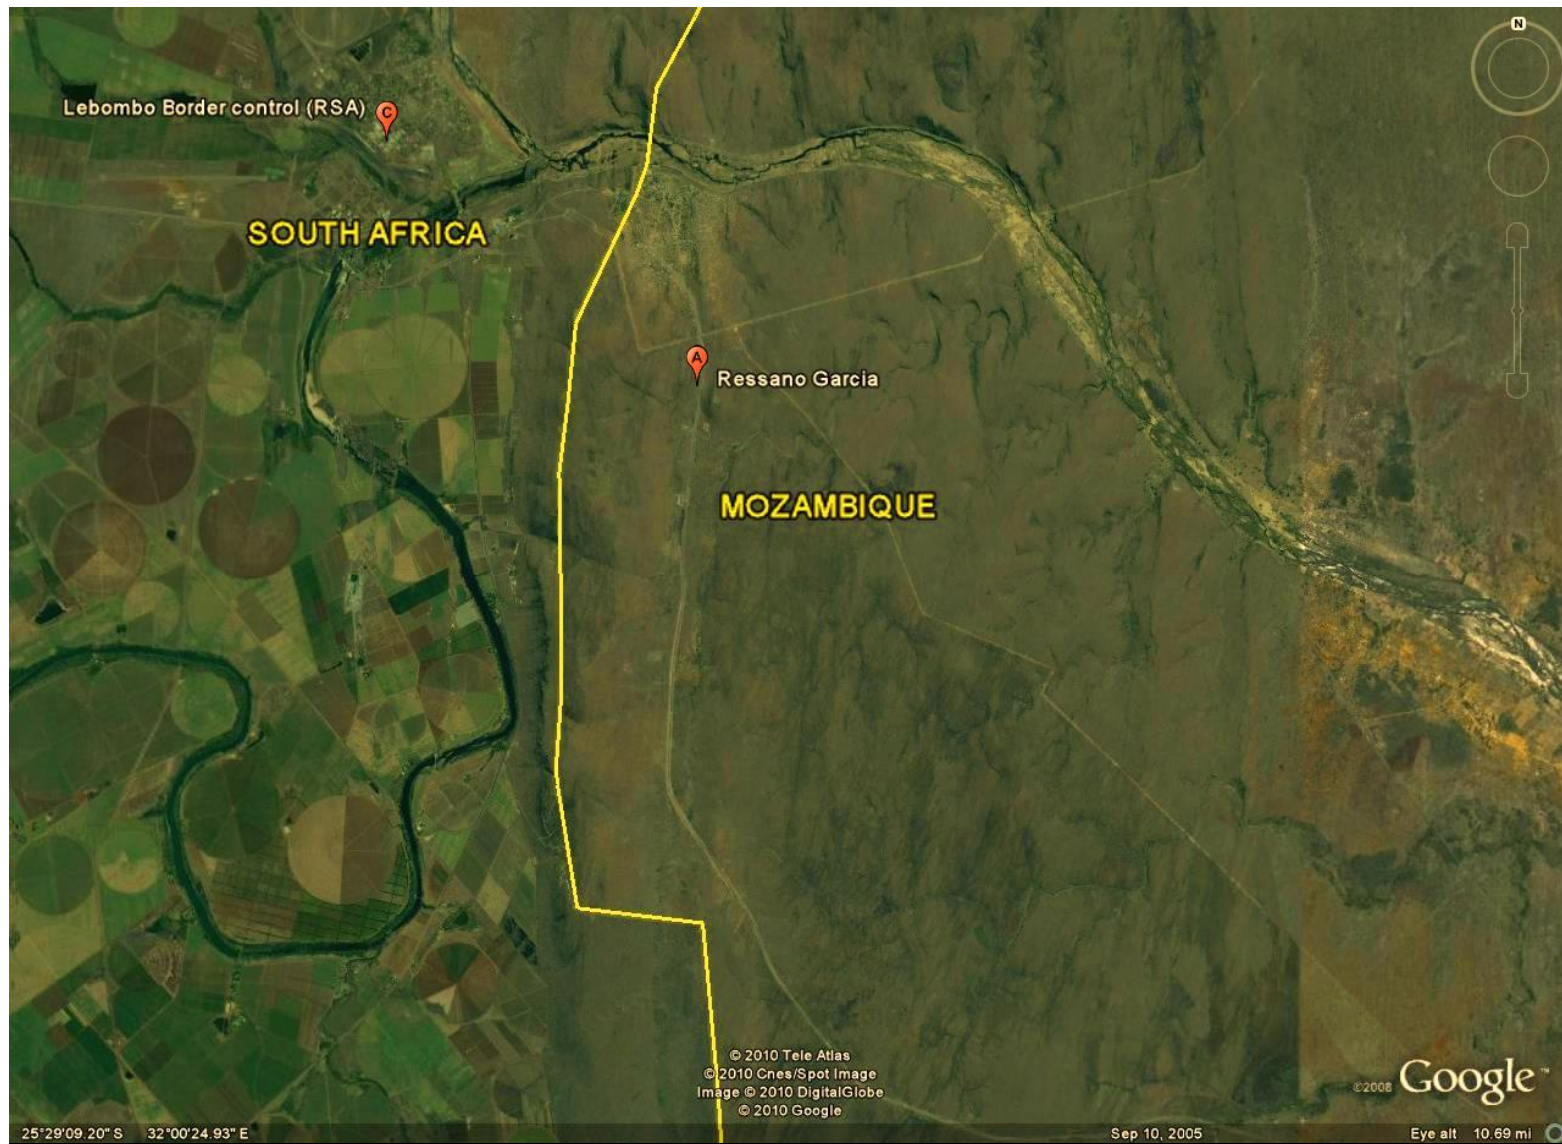 N
Lebombo Border control (RSA)
C
SOUTH AFRICA
A
Ressano Garcia
MOZAMBIQUE
© 2010 Tele Atlas
© 2010 Cnes/Spot Image
Image © 2010 DigitalGlobe
© 2010 Google
©2008 Google™
25°29'09.20" S 32°00'24.93" E
Sep 10, 2005
Eye alt 10.69 mi